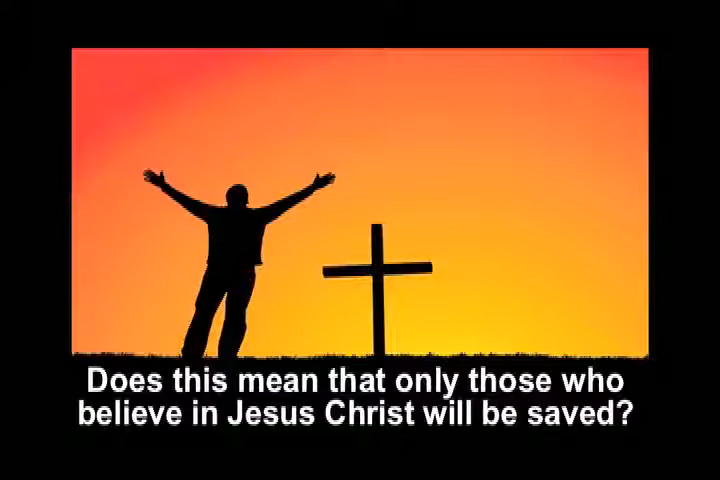 Does this mean that only those who
believe in Jesus Christ will be saved?